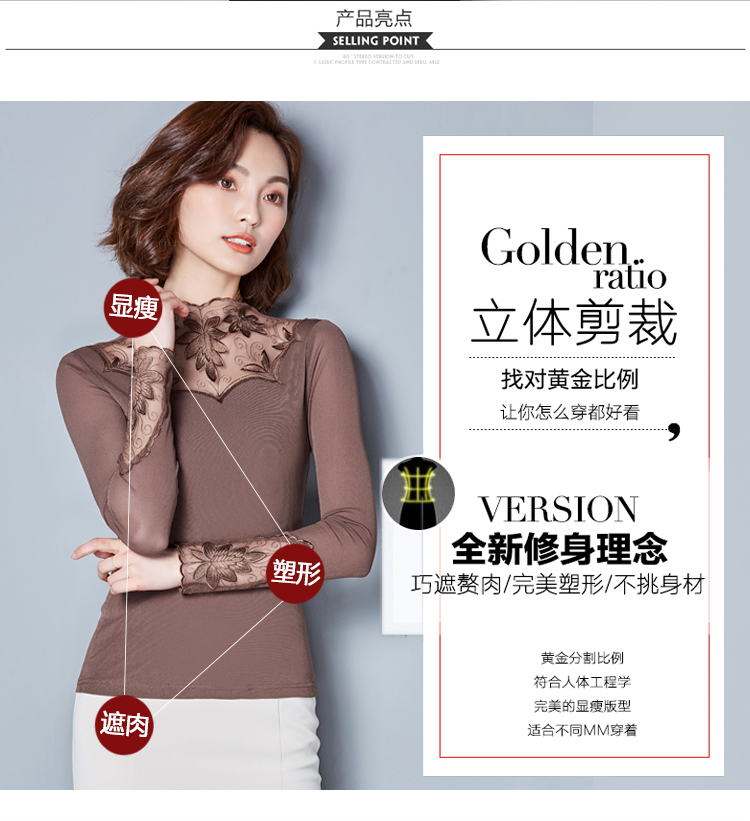 产品亮点
SELLING POINT
显瘦
塑形
遮肉
Golden
ratio
立体剪裁
找对黄金比例
让你怎么穿都好看
,
VERSION
全新修身理念
巧遮赘肉/完美塑形/不挑身材
黄金分割比例
符合人体工程学
完美的显瘦版型
适合不同MM穿着